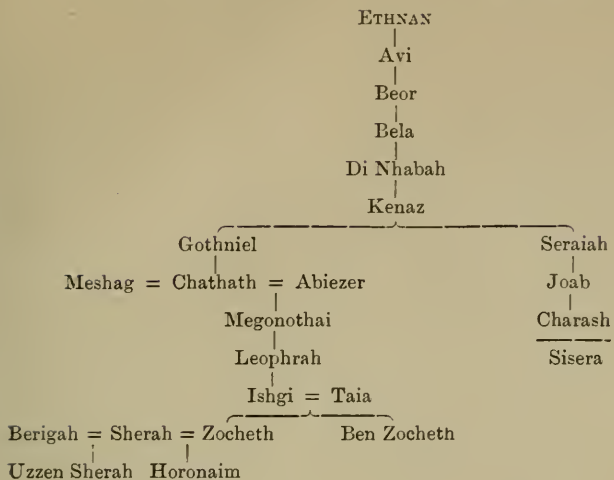 ETHNAN
Avi
Beor
Bela
Di Nhabah
Kenaz
Gothniel Seraiah
Meshag = Chathath = Abiezer Joab
Megonothai Charash
Leophrah Sisera
Ishgi = Taia
Berigah = Sherah = Zocheth Ben Zocheth
Uzzen Sherah Horonaim